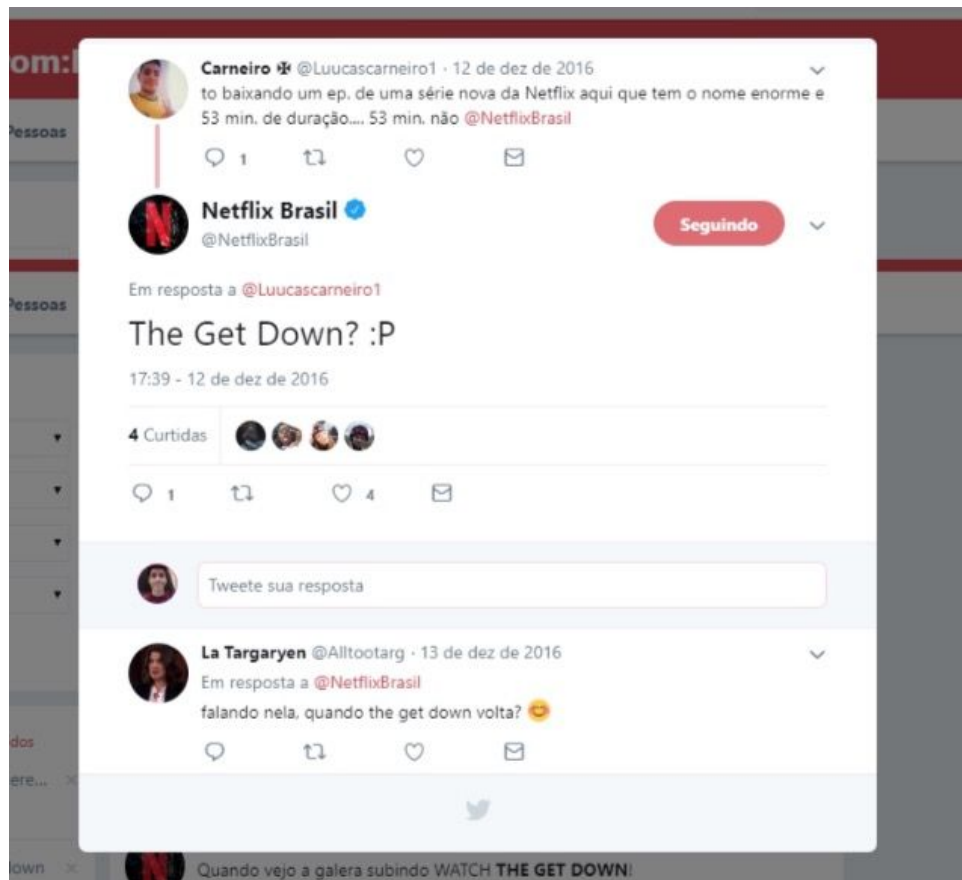 om:
Carneiro ✠ @Luucascarneiro1 · 12 de dez de 2016
to baixando um ep. de uma série nova da Netflix aqui que tem o nome enorme e
53 min. de duração.... 53 min. não @NetflixBrasil
1
Pessoas
Netflix Brasil
@NetflixBrasil
Seguindo
Em resposta a @Luucascarneiro1
Pessoas
The Get Down? :P
17:39 - 12 de dez de 2016
4 Curtidas
1 4
Tweete sua resposta
La Targaryen @Alltootarg · 13 de dez de 2016
Em resposta a @NetflixBrasil
falando nela, quando the get down volta? 😊
dos
ere...
own
Quando vejo a galera subindo WATCH THE GET DOWN!